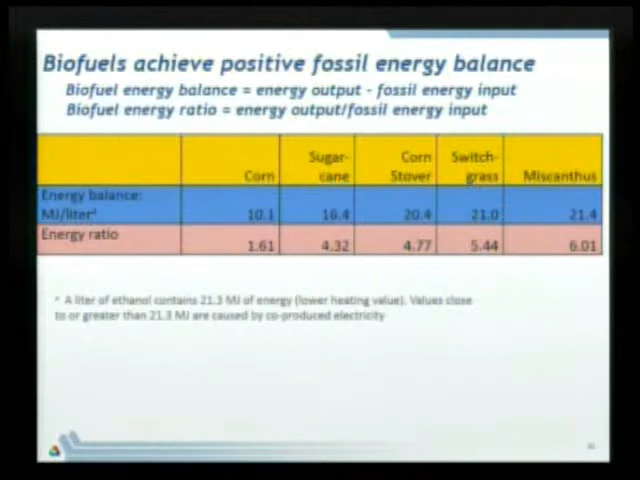 Biofuels achieve positive fossil energy balance
Biofuel energy balance = energy output - fossil energy input
Biofuel energy ratio = energy output/fossil energy input
Corn Sugar-cane Corn Stover Switch-grass Miscanthus
Energy balance: MJ/literª 10.1 16.4 20.4 21.0 21.4
Energy ratio 1.61 4.32 4.77 5.44 6.01
ª A liter of ethanol contains 21.3 MJ of energy (lower heating value). Values close
to or greater than 21.3 MJ are caused by co-produced electricity